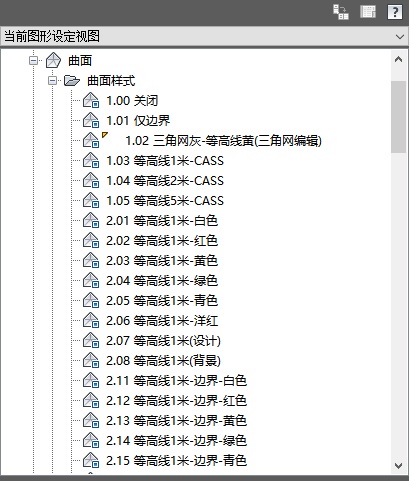 当前图形设定视图
曲面
曲面样式
1.00 关闭
1.01 仅边界
1.02 三角网灰-等高线黄(三角网编辑)
1.03 等高线1米-CASS
1.04 等高线2米-CASS
1.05 等高线5米-CASS
2.01 等高线1米-白色
2.02 等高线1米-红色
2.03 等高线1米-黄色
2.04 等高线1米-绿色
2.05 等高线1米-青色
2.06 等高线1米-洋红
2.07 等高线1米(设计)
2.08 等高线1米(背景)
2.11 等高线1米-边界-白色
2.12 等高线1米-边界-红色
2.13 等高线1米-边界-黄色
2.14 等高线1米-边界-绿色
2.15 等高线1米-边界-青色